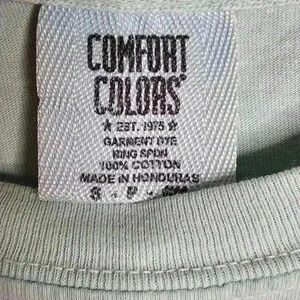 COMFORT
COLORS®
★ EST. 1975 ★
GARMENT DYE
RING SPUN
100% COTTON
MADE IN HONDURAS
S · P ·